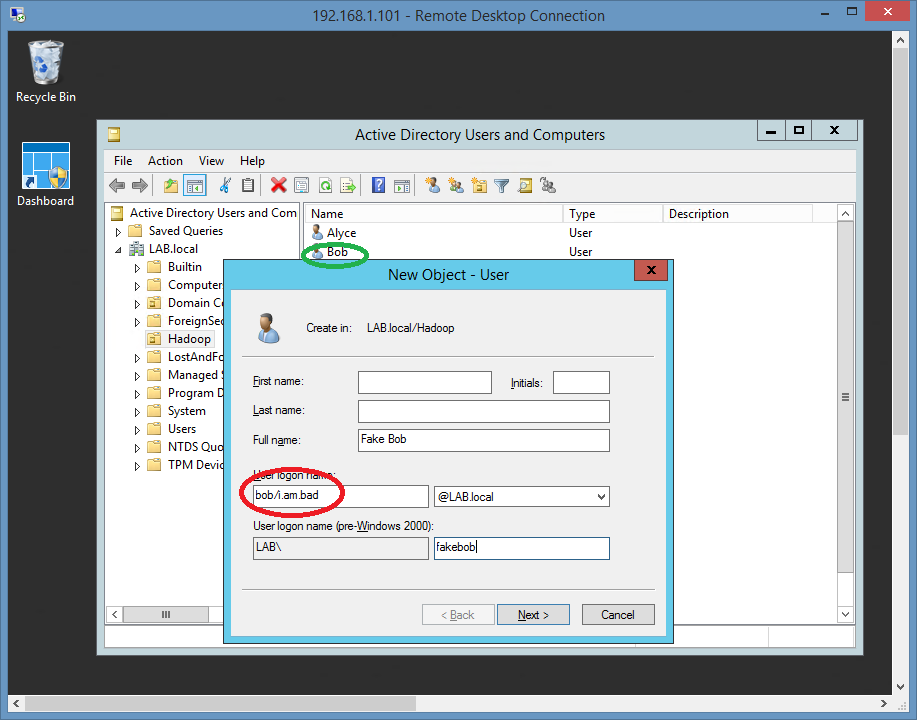 192.168.1.101 - Remote Desktop Connection
Recycle Bin
Dashboard
Active Directory Users and Computers
File Action View Help
Active Directory Users and Com
Saved Queries
LAB.local
Builtin
Computer
Domain C
ForeignSec
Hadoop
LostAndFo
Managed S
Program D
System
Users
NTDS Quo
TPM Devic
Name Type Description
Alyce User
Bob User
New Object - User
Create in: LAB.local/Hadoop
First name: Initials:
Last name:
Full name: Fake Bob
User logon name:
bob/i.am.bad @LAB.local
User logon name (pre-Windows 2000):
LAB\ fakebob
< Back Next > Cancel